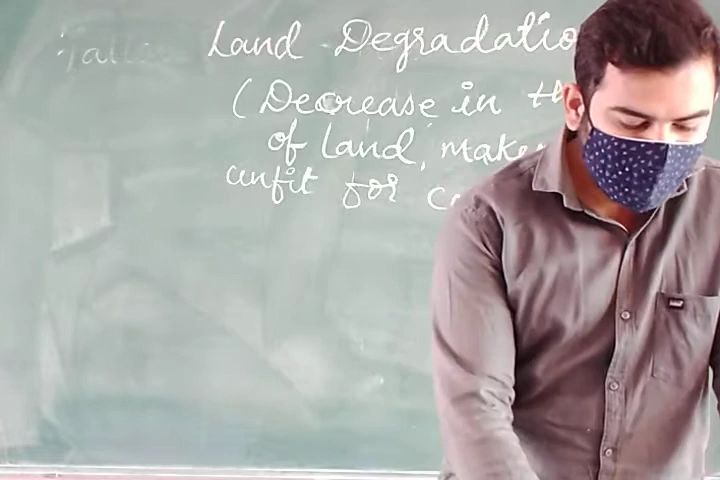 Land Degradatio
(Decrease in th
of land, make
unfit for c